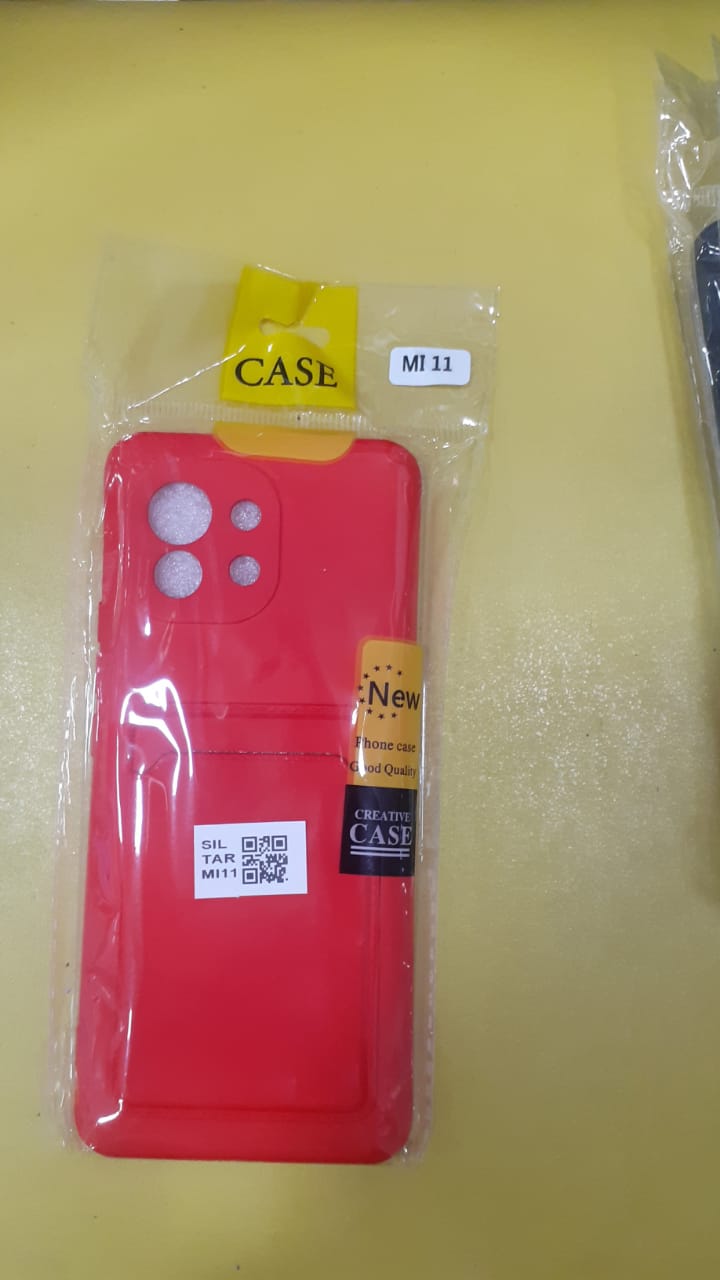 CASE
MI 11
New
Phone case
Good Quality
CREATIVE
CASE
SIL
TAR
MI11